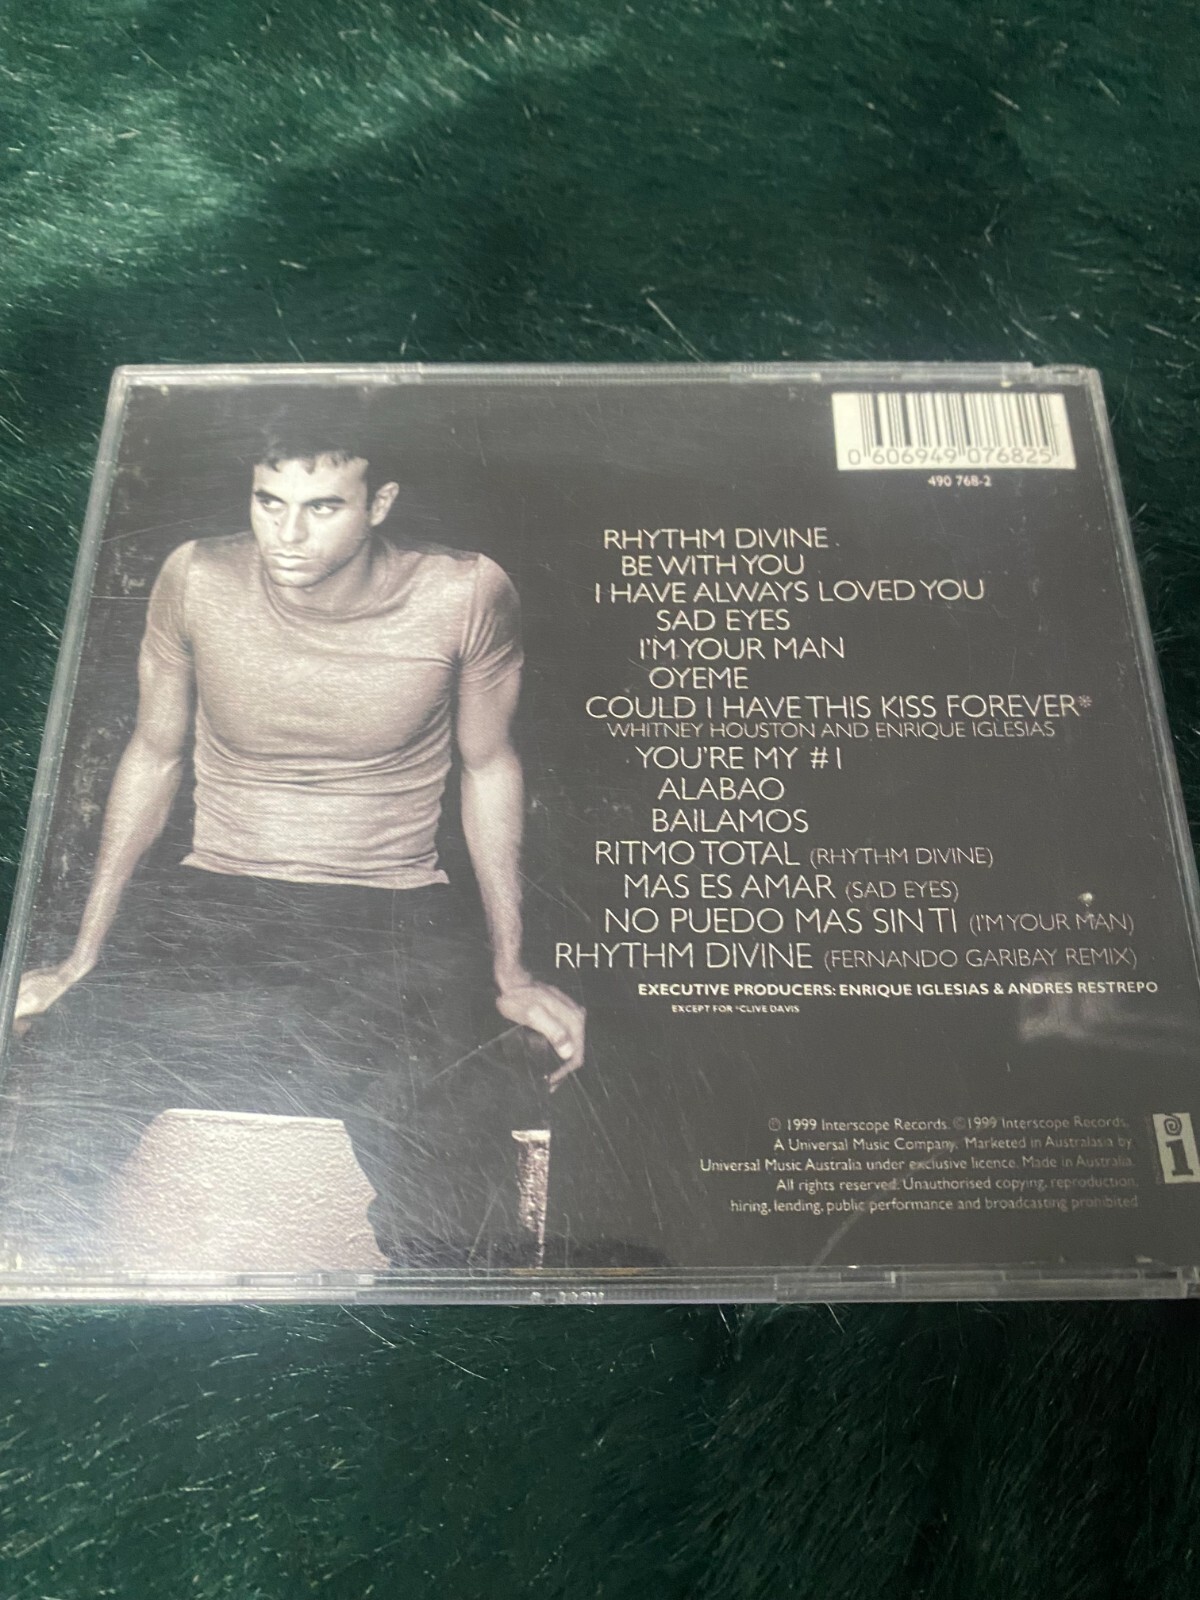 0 606949 076825
490 768-2
RHYTHM DIVINE
BE WITH YOU
I HAVE ALWAYS LOVED YOU
SAD EYES
I'M YOUR MAN
OYEME
COULD I HAVE THIS KISS FOREVER*
WHITNEY HOUSTON AND ENRIQUE IGLESIAS
YOU'RE MY #1
ALABAO
BAILAMOS
RITMO TOTAL (RHYTHM DIVINE)
MAS ES AMAR (SAD EYES)
NO PUEDO MAS SIN TI (I'M YOUR MAN)
RHYTHM DIVINE (FERNANDO GARIBAY REMIX)
EXECUTIVE PRODUCERS: ENRIQUE IGLESIAS & ANDRES RESTREPO
EXCEPT FOR *CLIVE DAVIS
℗ 1999 Interscope Records. © 1999 Interscope Records.
A Universal Music Company. Marketed in Australasia by
Universal Music Australia under exclusive licence. Made in Australia.
All rights reserved. Unauthorised copying, reproduction,
hiring, lending, public performance and broadcasting prohibited
i